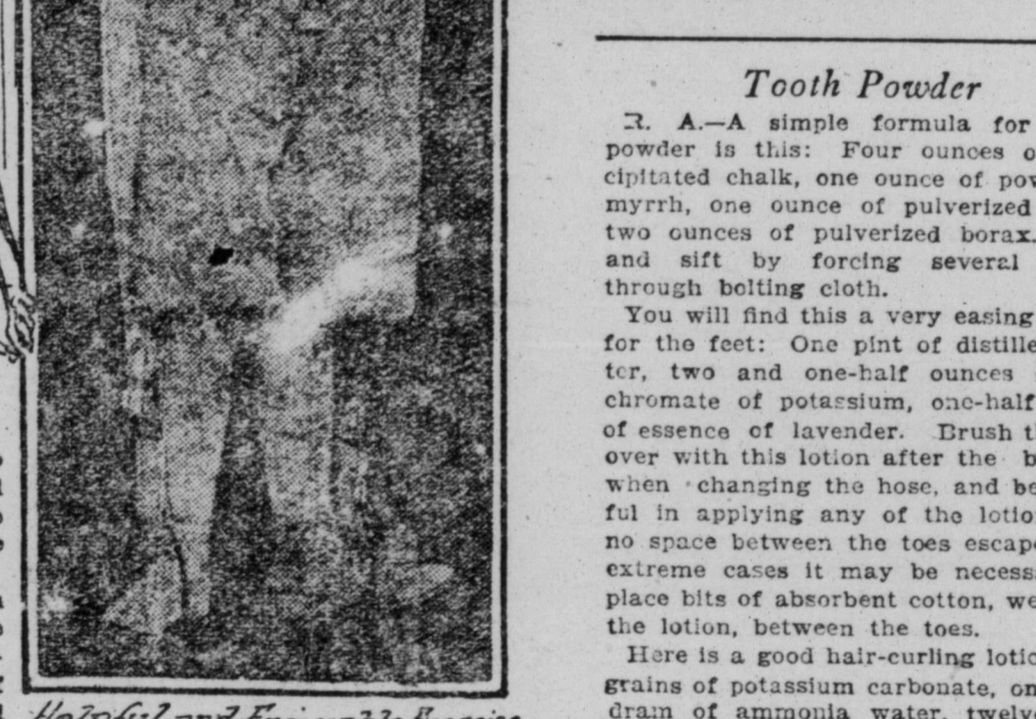 Tooth Powder
R. A.—A simple formula for
powder is this: Four ounces o
cipitated chalk, one ounce of pow
myrrh, one ounce of pulverized
two ounces of pulverized borax.
and sift by forcing several
through bolting cloth.
You will find this a very easing
for the feet: One pint of distille
ter, two and one-half ounces
chromate of potassium, one-half
of essence of lavender. Brush th
over with this lotion after the b
when changing the hose, and be
ful in applying any of the lotio
no space between the toes escape
extreme cases it may be necess
place bits of absorbent cotton, we
the lotion, between the toes.
Here is a good hair-curling lotio
grains of potassium carbonate, on
dram of ammonia water, twelve
Helpful and